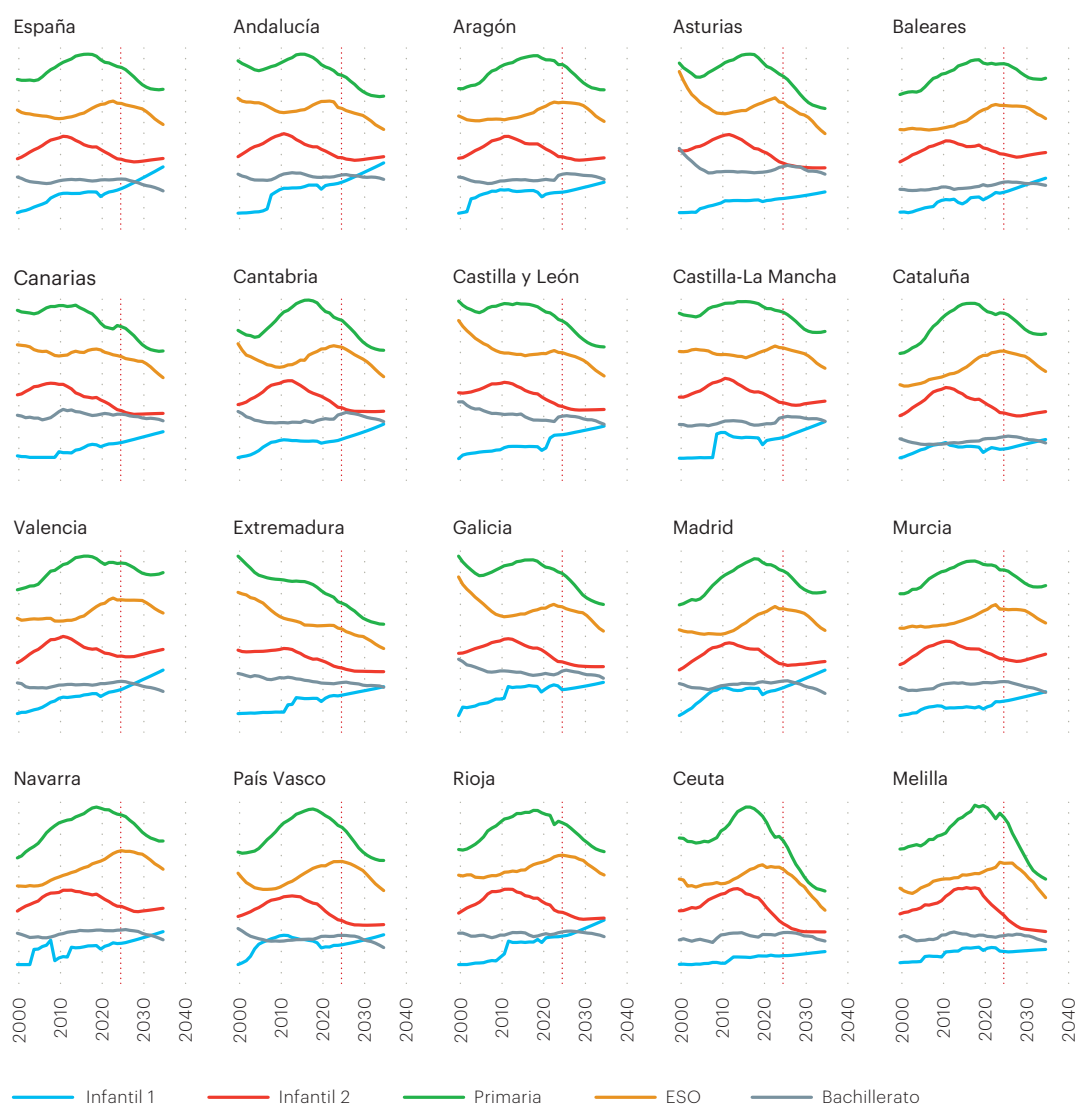 España Andalucía Aragón Asturias Baleares
Canarias Cantabria Castilla y León Castilla-La Mancha Cataluña
Valencia Extremadura Galicia Madrid Murcia
Navarra País Vasco Rioja Ceuta Melilla
2000 2010 2020 2030 2040 2000 2010 2020 2030 2040 2000 2010 2020 2030 2040 2000 2010 2020 2030 2040 2000 2010 2020 2030 2040
Infantil 1 Infantil 2 Primaria ESO Bachillerato